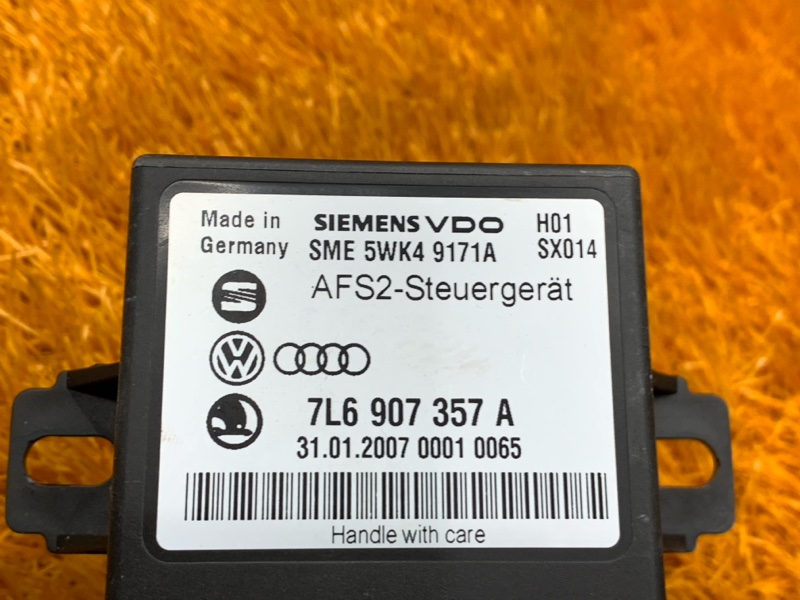 Made in SIEMENS VDO H01
Germany SME 5WK4 9171A SX014
AFS2-Steuergerät
7L6 907 357 A
31.01.2007 0001 0065
Handle with care